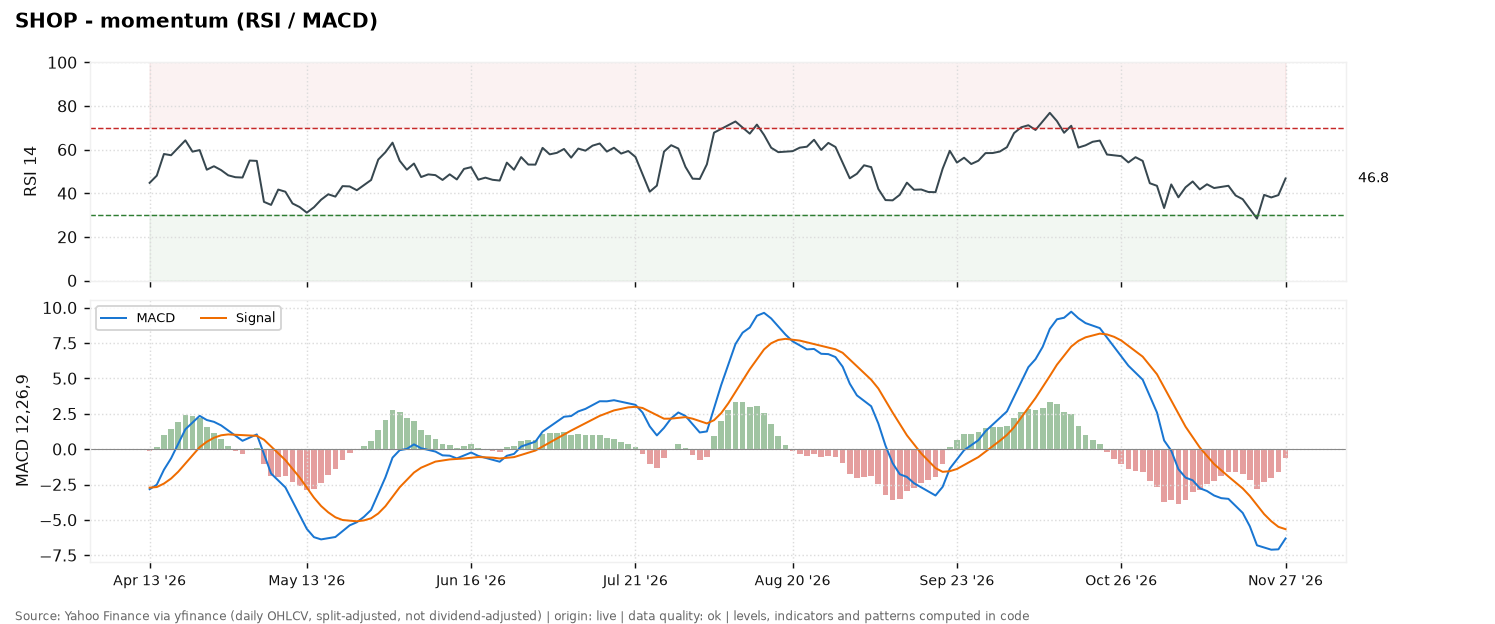 SHOP - momentum (RSI / MACD)
100
80
60
40
20
0
RSI 14
46.8
MACD
Signal
10.0
7.5
5.0
2.5
0.0
−2.5
−5.0
−7.5
MACD 12,26,9
Apr 13 '26
May 13 '26
Jun 16 '26
Jul 21 '26
Aug 20 '26
Sep 23 '26
Oct 26 '26
Nov 27 '26
Source: Yahoo Finance via yfinance (daily OHLCV, split-adjusted, not dividend-adjusted) | origin: live | data quality: ok | levels, indicators and patterns computed in code